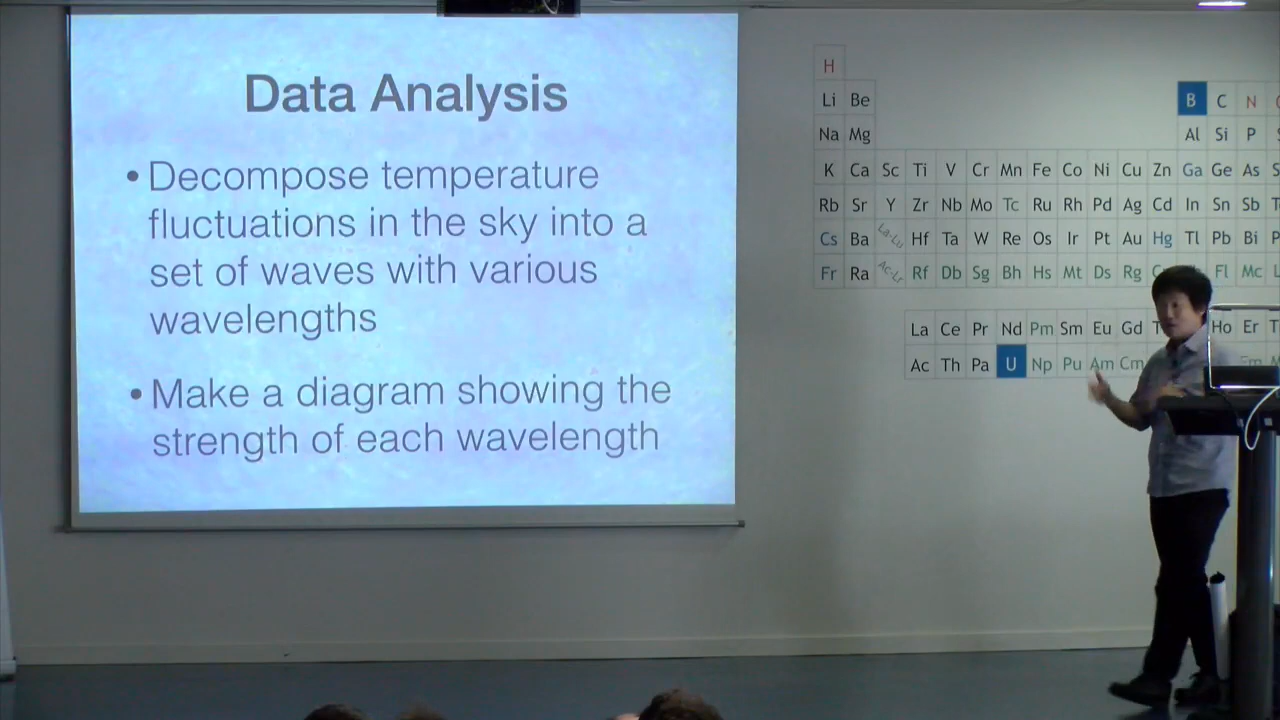 Data Analysis
• Decompose temperature
fluctuations in the sky into a
set of waves with various
wavelengths
• Make a diagram showing the
strength of each wavelength
H
Li Be B C N
Na Mg Al Si P
K Ca Sc Ti V Cr Mn Fe Co Ni Cu Zn Ga Ge As
Rb Sr Y Zr Nb Mo Tc Ru Rh Pd Ag Cd In Sn Sb
Cs Ba La-Lu Hf Ta W Re Os Ir Pt Au Hg Tl Pb Bi
Fr Ra Ac-Lr Rf Db Sg Bh Hs Mt Ds Rg Fl Mc
La Ce Pr Nd Pm Sm Eu Gd Ho Er
Ac Th Pa U Np Pu Am Cm